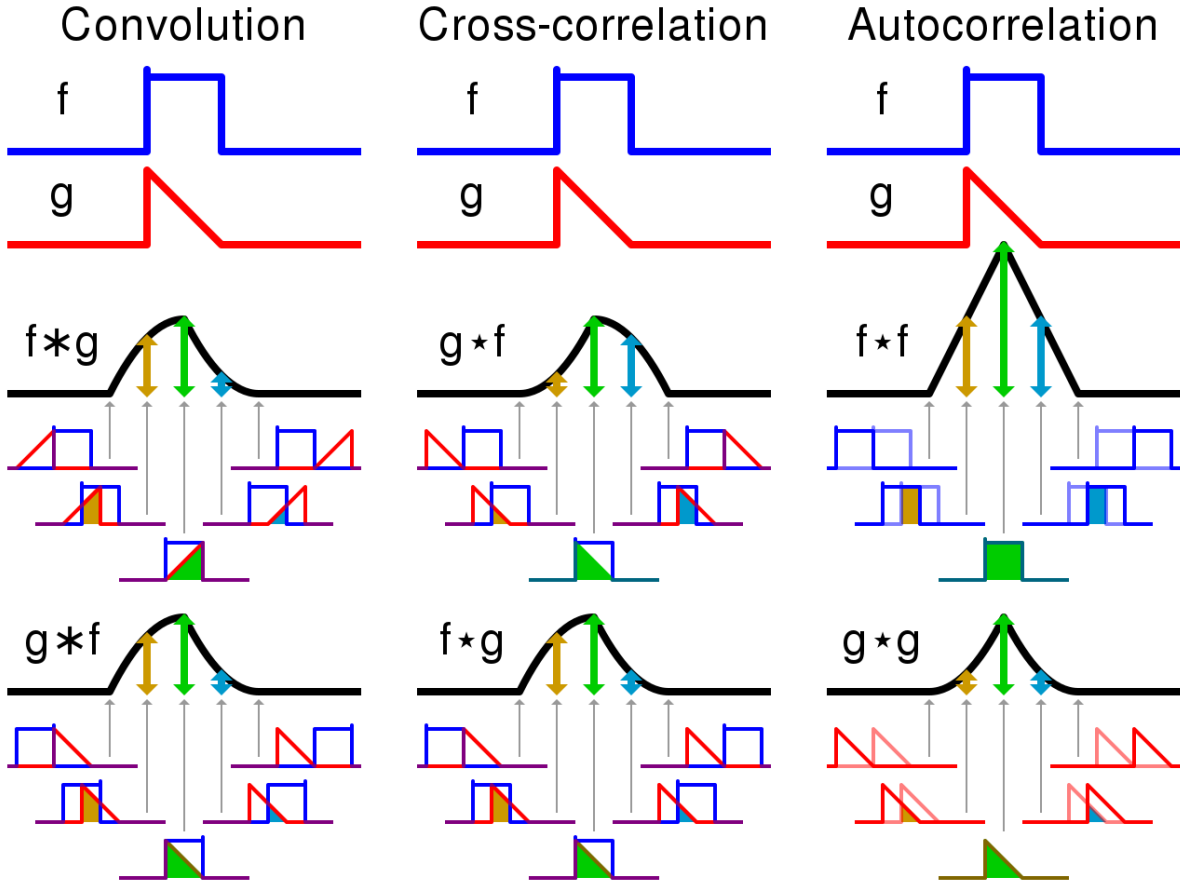 Convolution Cross-correlation Autocorrelation
f f f
g g g
f∗g g⋆f f⋆f
g∗f f⋆g g⋆g